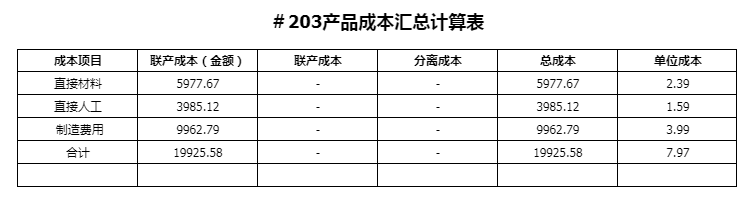 ＃203产品成本汇总计算表
成本项目 联产成本（金额） 联产成本 分离成本 总成本 单位成本
直接材料 5977.67 - - 5977.67 2.39
直接人工 3985.12 - - 3985.12 1.59
制造费用 9962.79 - - 9962.79 3.99
合计 19925.58 - - 19925.58 7.97